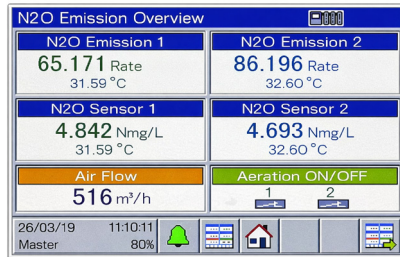 N2O Emission Overview
N2O Emission 1
65.171 Rate
31.59 °C
N2O Emission 2
86.196 Rate
32.60 °C
N2O Sensor 1
4.842 Nmg/L
31.59 °C
N2O Sensor 2
4.693 Nmg/L
32.60 °C
Air Flow
516 m³/h
Aeration ON/OFF
1 2
26/03/19 11:10:11
Master 80%